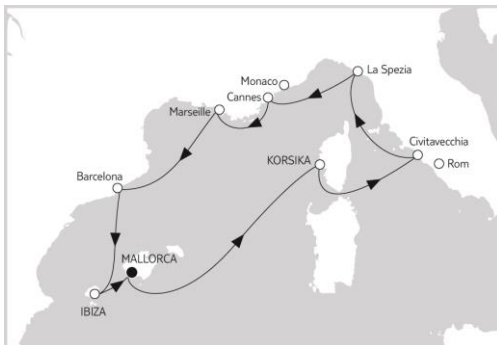 La Spezia
Monaco
Cannes
Marseille
Civitavecchia
KORSIKA
Rom
Barcelona
MALLORCA
IBIZA